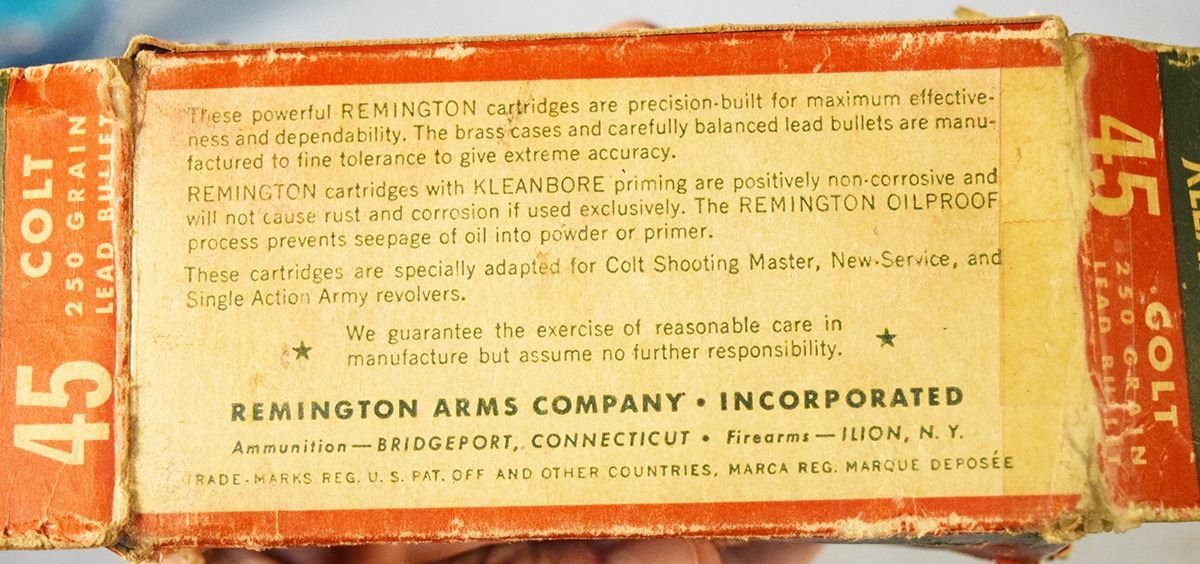 These powerful REMINGTON cartridges are precision-built for maximum effective-
ness and dependability. The brass cases and carefully balanced lead bullets are manu-
factured to fine tolerance to give extreme accuracy.
REMINGTON cartridges with KLEANBORE priming are positively non-corrosive and
will not cause rust and corrosion if used exclusively. The REMINGTON OILPROOF
process prevents seepage of oil into powder or primer.
These cartridges are specially adapted for Colt Shooting Master, New-Service, and
Single Action Army revolvers.
We guarantee the exercise of reasonable care in
manufacture but assume no further responsibility.
REMINGTON ARMS COMPANY • INCORPORATED
Ammunition — BRIDGEPORT, CONNECTICUT • Firearms — ILION, N. Y.
TRADE-MARKS REG. U. S. PAT. OFF AND OTHER COUNTRIES, MARCA REG. MARQUE DEPOSÉE
45 COLT
250 GRAIN
LEAD BULLET
45 COLT
250 GRAIN
LEAD BULLET